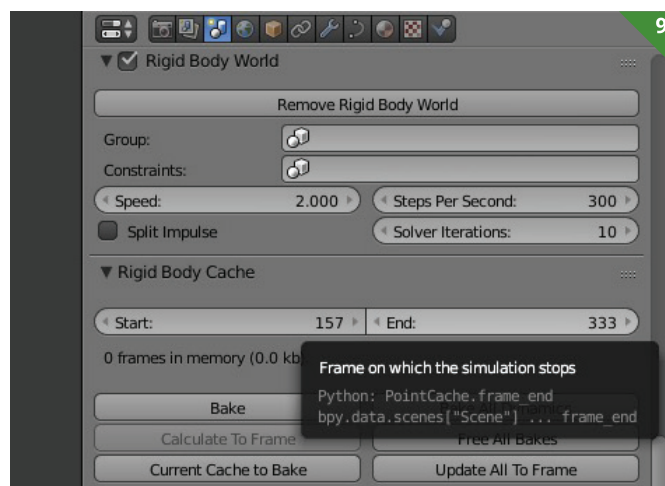 9
Rigid Body World
Remove Rigid Body World
Group:
Constraints:
Speed: 2.000 Steps Per Second: 300
Split Impulse Solver Iterations: 10
Rigid Body Cache
Start: 157 End: 333
0 frames in memory (0.0 kb)
Frame on which the simulation stops
Python: PointCache.frame_end
bpy.data.scenes["Scene"] ... frame_end
Bake
Calculate To Frame Free All Bakes
Current Cache to Bake Update All To Frame